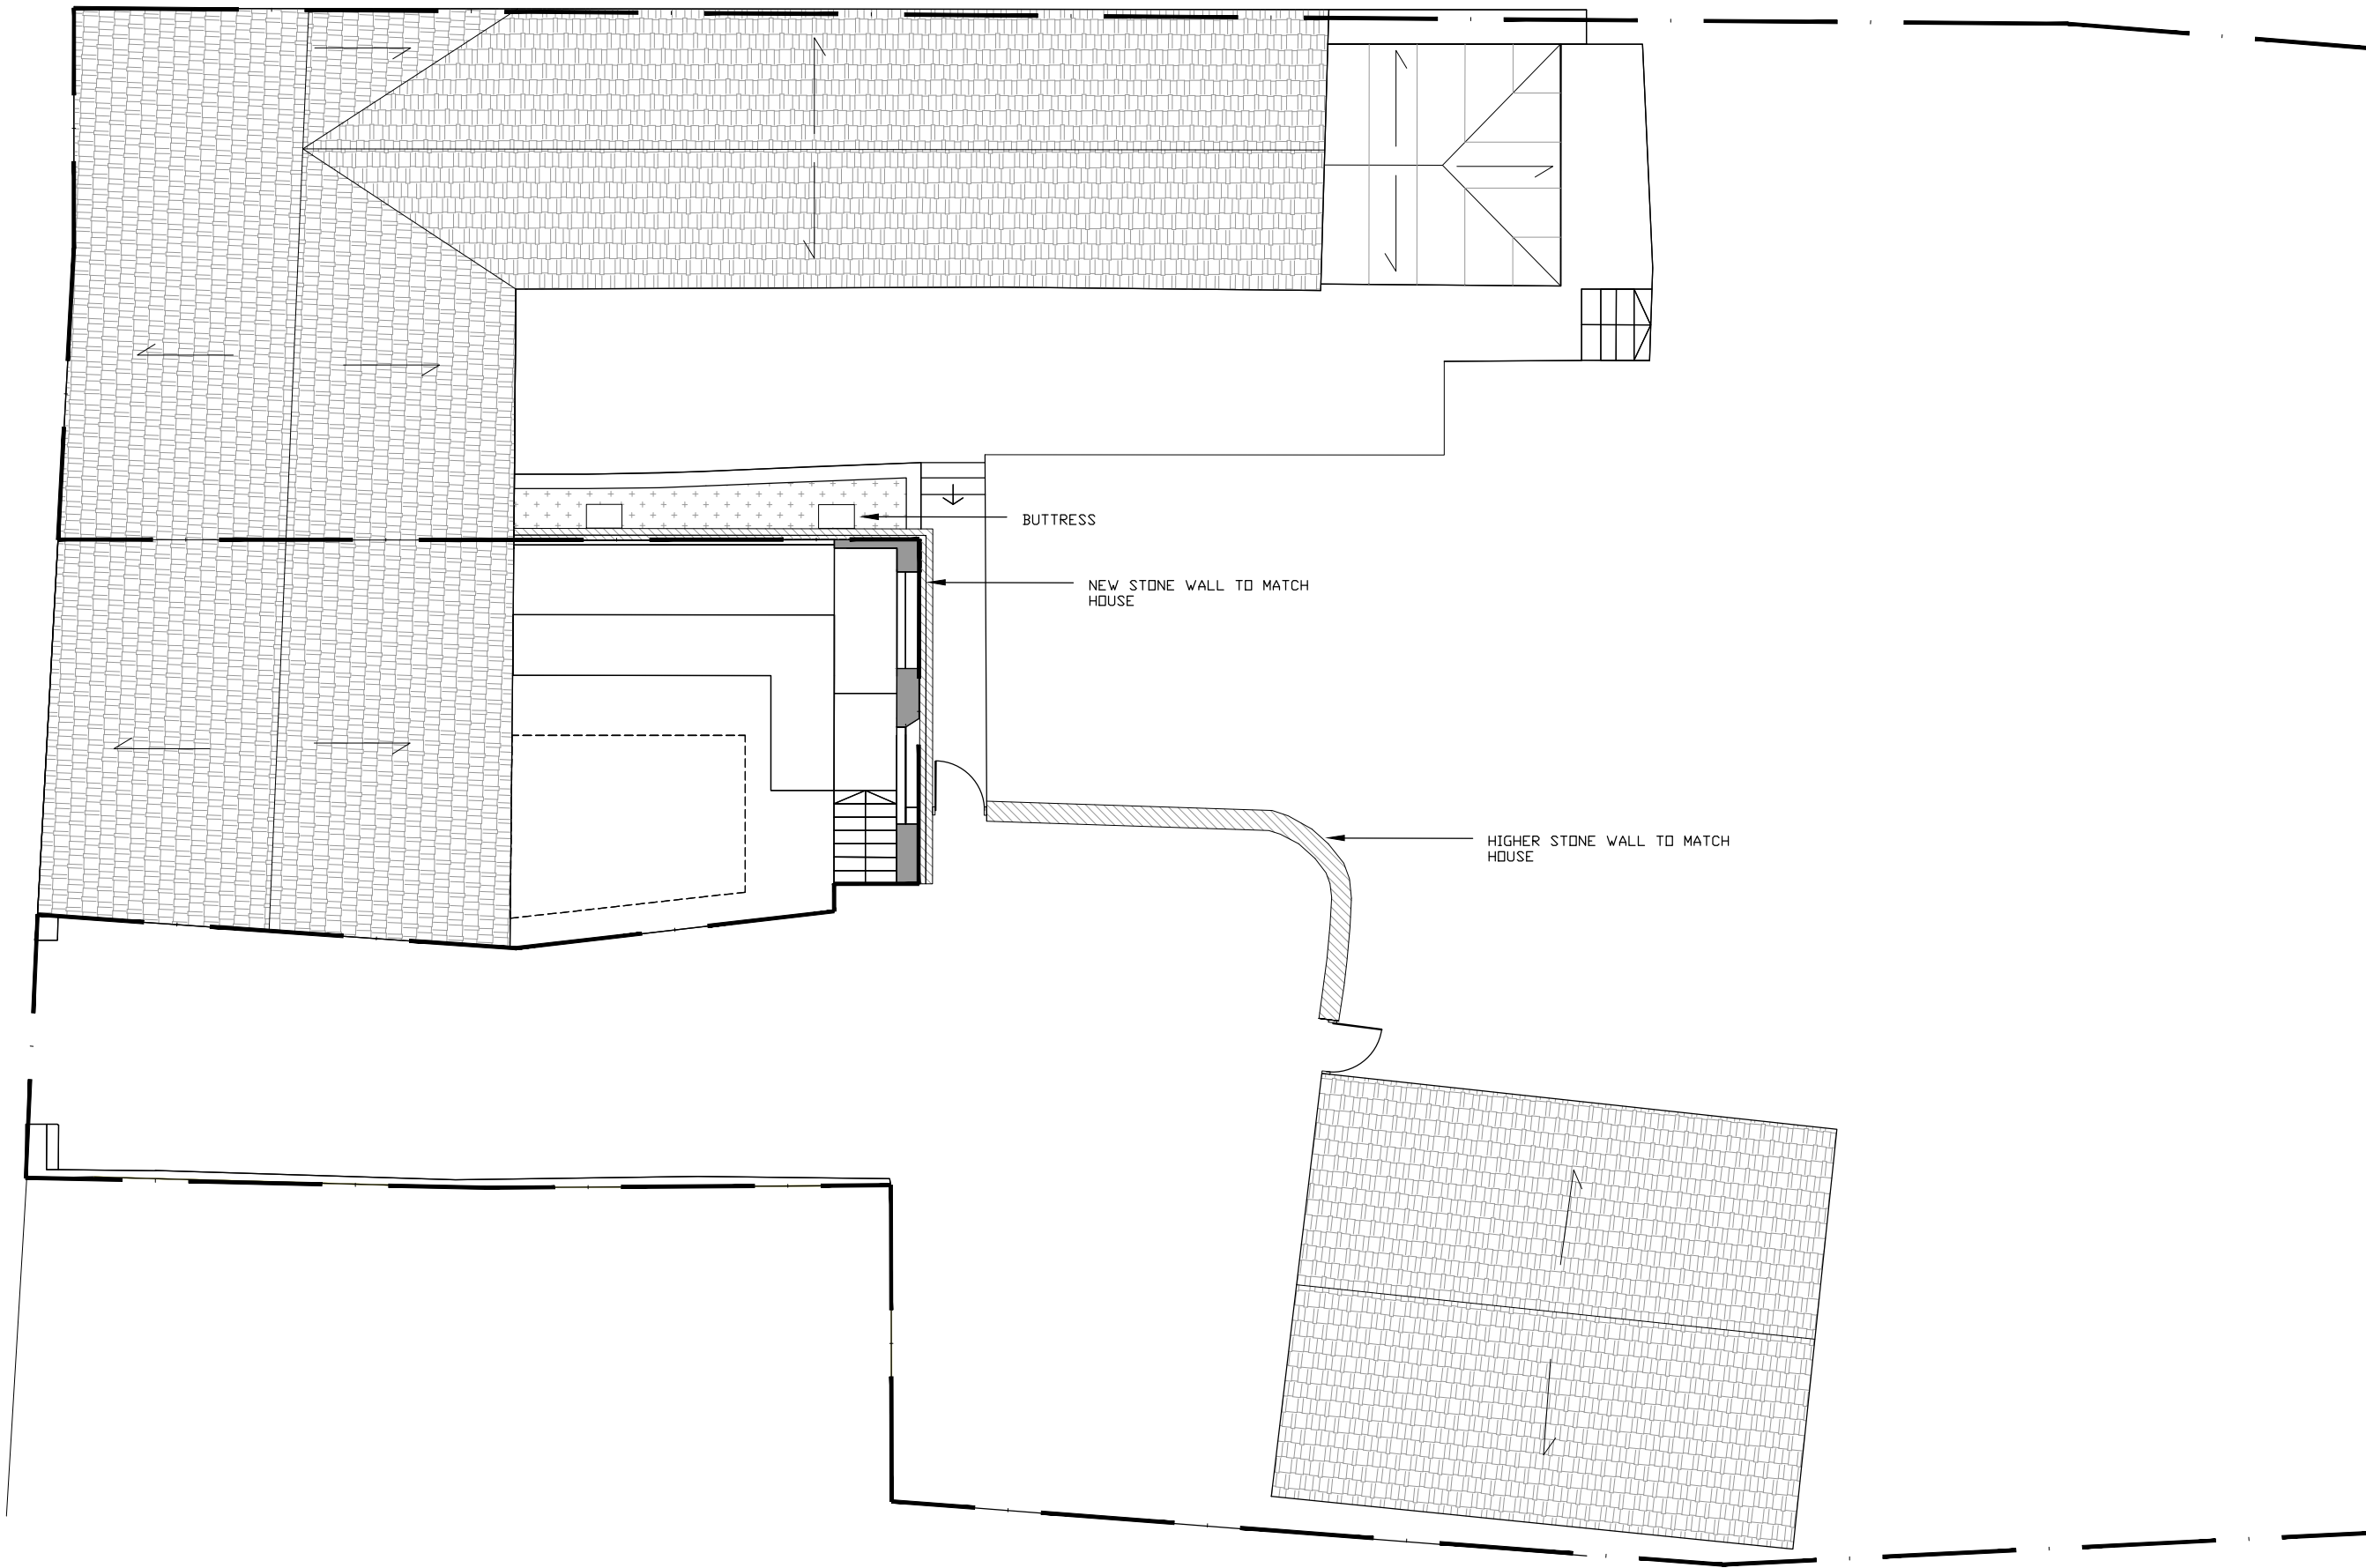 BUTTRESS
NEW STONE WALL TO MATCH
HOUSE
HIGHER STONE WALL TO MATCH
HOUSE